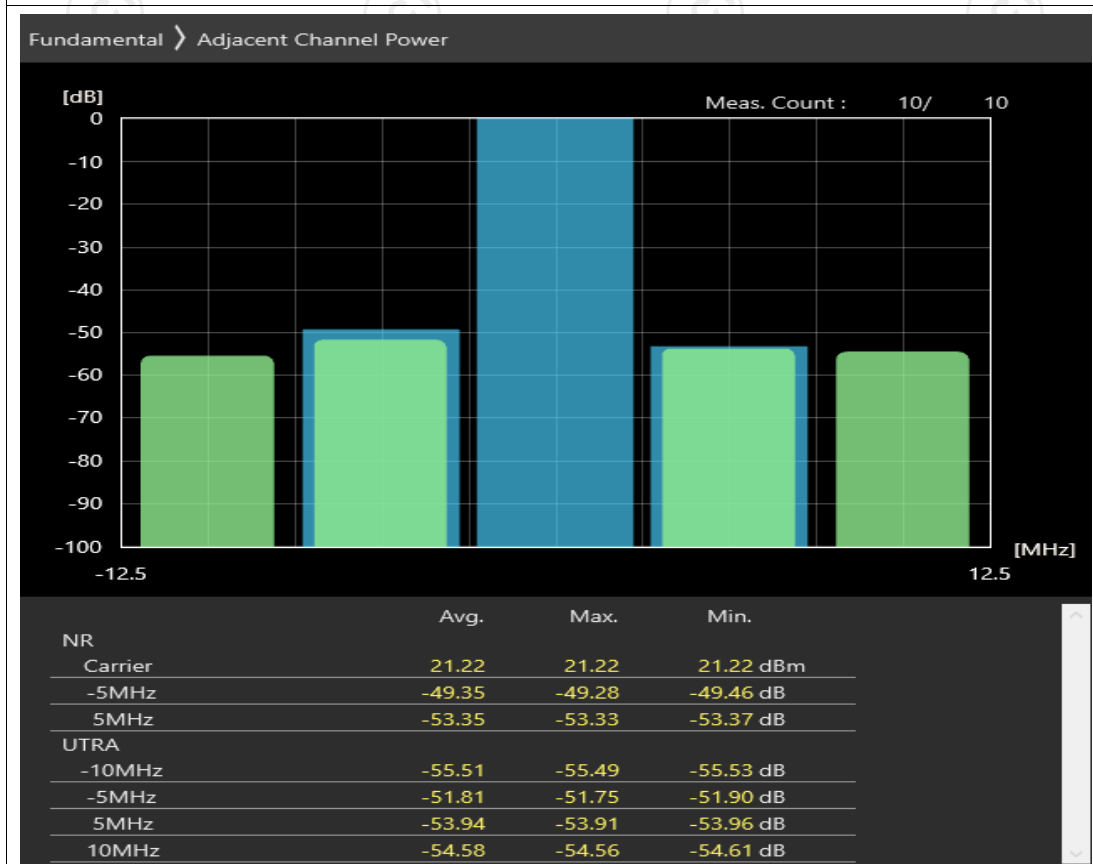 Fundamental 〉 Adjacent Channel Power
[dB]
Meas. Count : 10/ 10
0
-10
-20
-30
-40
-50
-60
-70
-80
-90
-100
[MHz]
-12.5 12.5
Avg. Max. Min.
NR
Carrier 21.22 21.22 21.22 dBm
-5MHz -49.35 -49.28 -49.46 dB
5MHz -53.35 -53.33 -53.37 dB
UTRA
-10MHz -55.51 -55.49 -55.53 dB
-5MHz -51.81 -51.75 -51.90 dB
5MHz -53.94 -53.91 -53.96 dB
10MHz -54.58 -54.56 -54.61 dB